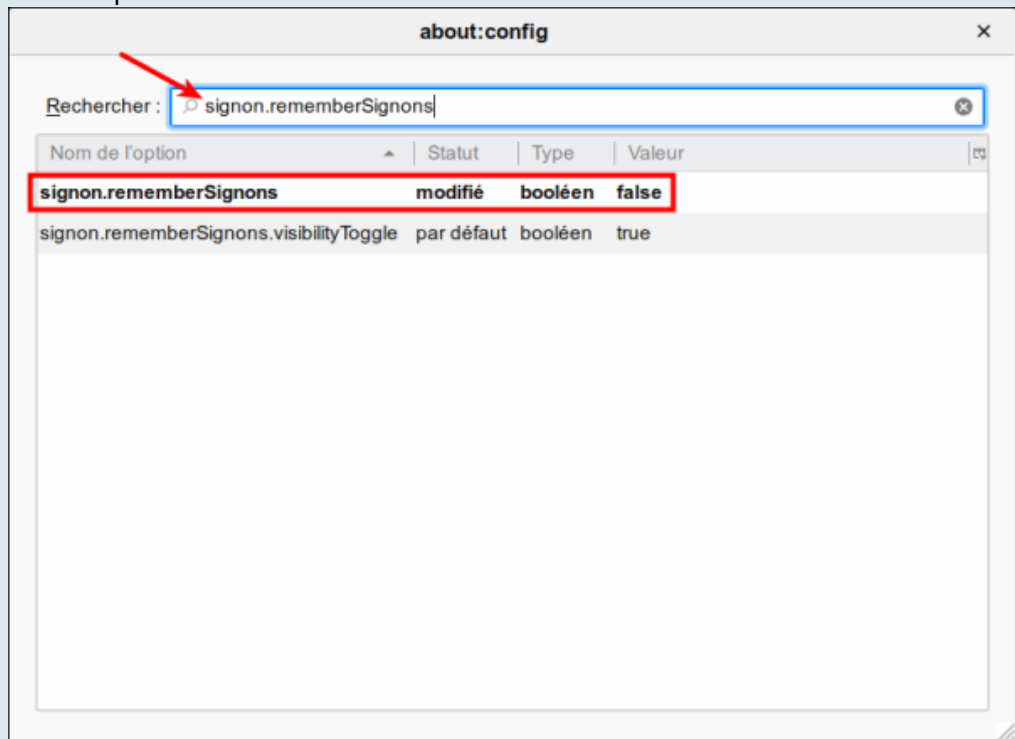 about:config
Rechercher : signon.rememberSignons
Nom de l'option Statut Type Valeur
signon.rememberSignons modifié booléen false
signon.rememberSignons.visibilityToggle par défaut booléen true